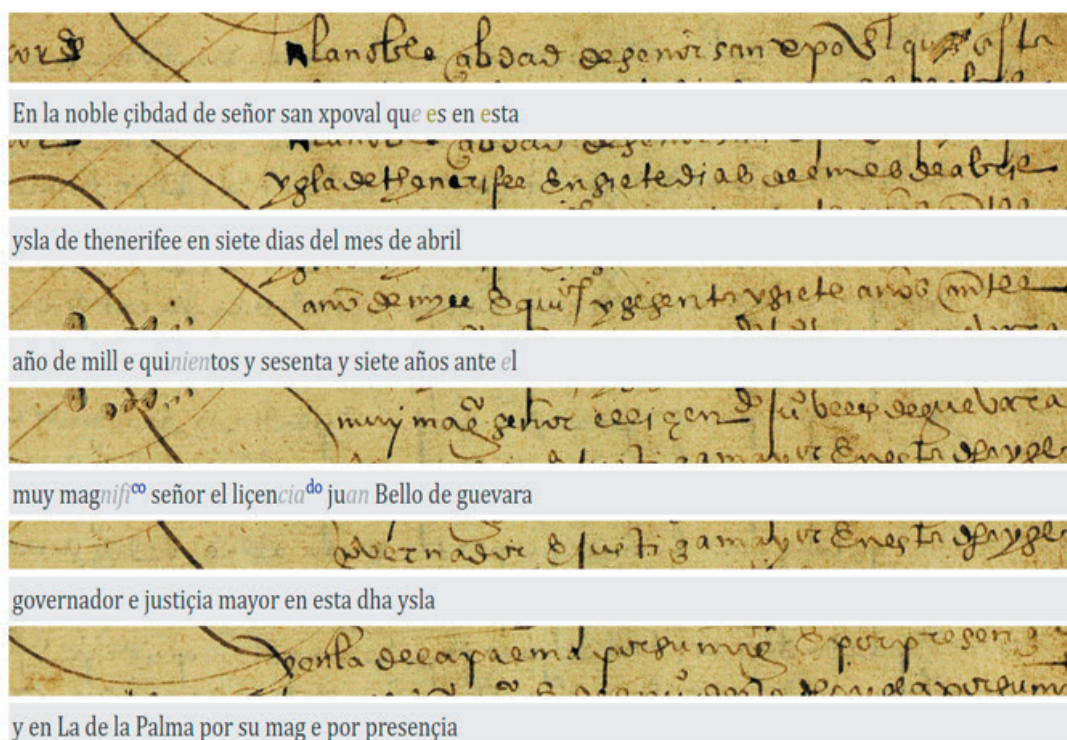 En la noble çibdad de señor san xpoval que es en esta
ysla de thenerifee en siete dias del mes de abril
año de mill e quinientos y sesenta y siete años ante el
muy magnifico señor el liçenciado juan Bello de guevara
governador e justiçia mayor en esta dha ysla
y en La de la Palma por su mag e por presençia